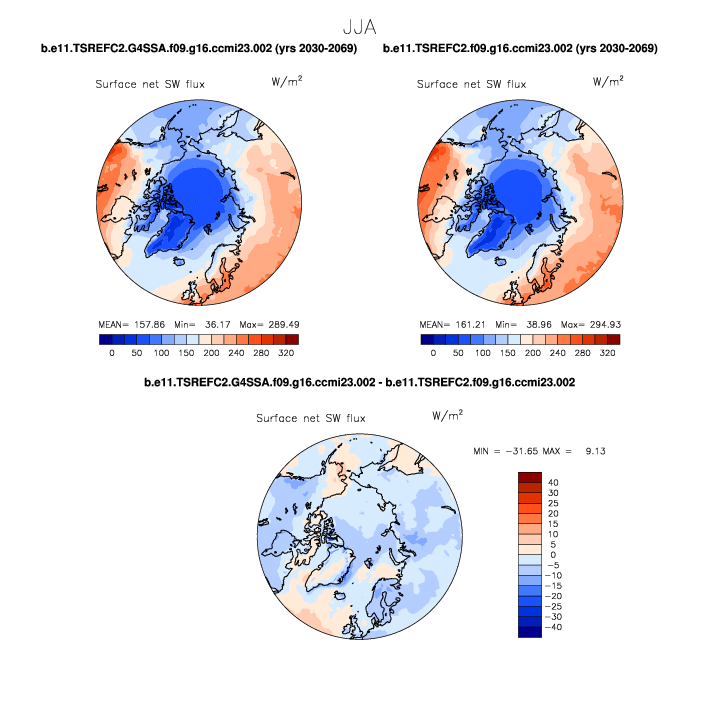 JJA
b.e11.TSREFC2.G4SSA.f09.g16.ccmi23.002 (yrs 2030-2069)
b.e11.TSREFC2.f09.g16.ccmi23.002 (yrs 2030-2069)
Surface net SW flux W/m²
Surface net SW flux W/m²
MEAN= 157.86 Min= 36.17 Max= 289.49
MEAN= 161.21 Min= 38.96 Max= 294.93
0 50 100 150 200 240 280 320
0 50 100 150 200 240 280 320
b.e11.TSREFC2.G4SSA.f09.g16.ccmi23.002 - b.e11.TSREFC2.f09.g16.ccmi23.002
Surface net SW flux W/m²
MIN = −31.65 MAX = 9.13
40
30
25
20
15
10
5
0
−5
−10
−15
−20
−25
−30
−40